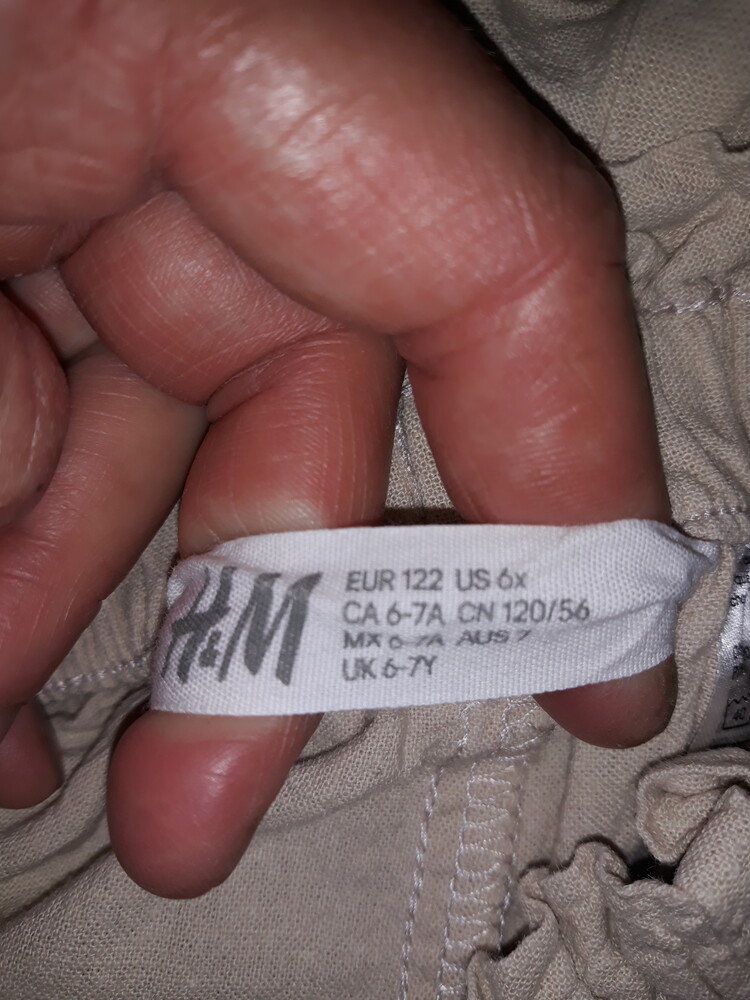 H&M
EUR 122 US 6x
CA 6-7A CN 120/56
MX 6-7A AUS 7
UK 6-7Y